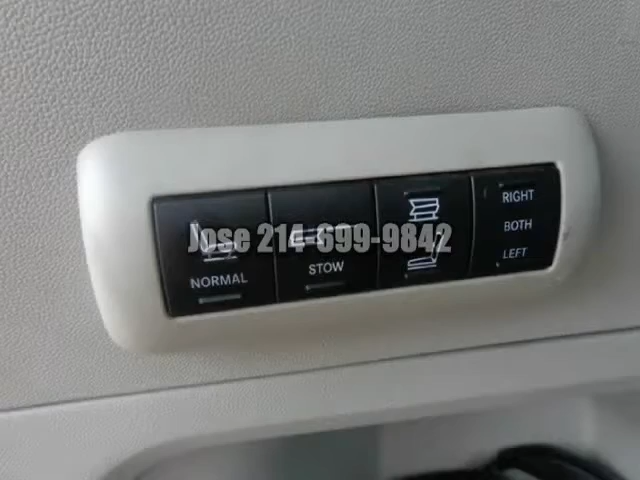 Jose 214-699-9842
NORMAL
STOW
RIGHT
BOTH
LEFT